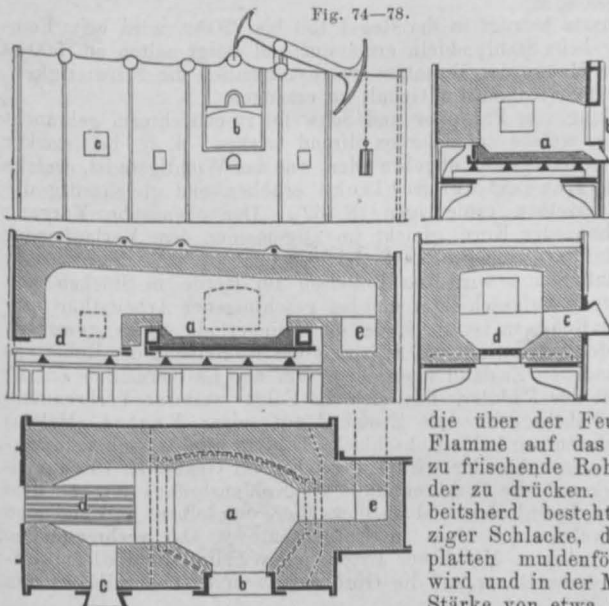 Fig. 74—78.
c
b
a
b
d
a
e
c
d
d
a
e
c
b
die über der Feu
Flamme auf das
zu frischende Roh
der zu drücken.
beitsherd besteht
ziger Schlacke, d
platten muldenfö
wird und in der M
Stärke von etwa